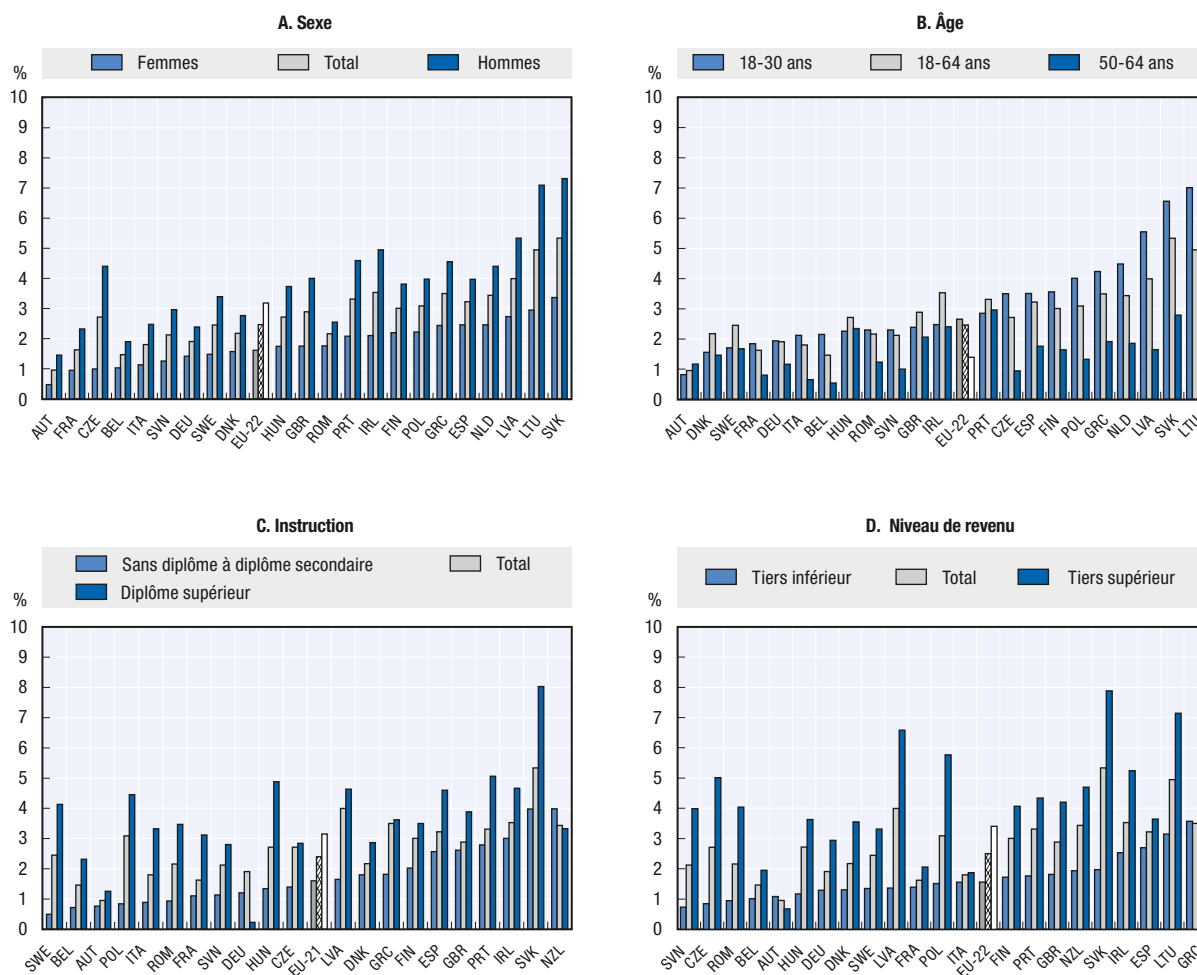 A. Sexe
Femmes
Total
Hommes
%
10
9
8
7
6
5
4
3
2
1
0
AUT
FRA
CZE
BEL
ITA
SVN
DEU
SWE
DNK
EU-22
HUN
GBR
ROM
PRT
IRL
FIN
POL
GRC
ESP
NLD
LVA
LTU
SVK
B. Âge
18-30 ans
18-64 ans
50-64 ans
%
10
9
8
7
6
5
4
3
2
1
0
AUT
DNK
SWE
FRA
DEU
ITA
BEL
HUN
ROM
SVN
GBR
IRL
EU-22
PRT
CZE
ESP
FIN
POL
GRC
NLD
LVA
SVK
LTU
C. Instruction
Sans diplôme à diplôme secondaire
Total
Diplôme supérieur
%
10
9
8
7
6
5
4
3
2
1
0
SWE
BEL
AUT
POL
ITA
ROM
FRA
SVN
DEU
HUN
CZE
EU-21
LVA
DNK
GRC
FIN
ESP
GBR
PRT
IRL
SVK
NZL
D. Niveau de revenu
Tiers inférieur
Total
Tiers supérieur
%
10
9
8
7
6
5
4
3
2
1
0
SVN
CZE
ROM
BEL
AUT
HUN
DEU
DNK
SWE
LVA
FRA
POL
ITA
EU-22
FIN
PRT
GBR
NZL
SVK
IRL
ESP
LTU
GRC